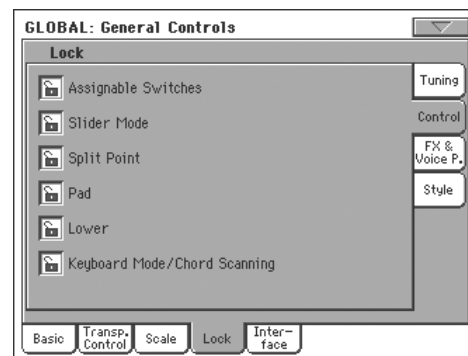 GLOBAL: General Controls
Lock
Assignable Switches
Slider Mode
Split Point
Pad
Lower
Keyboard Mode/Chord Scanning
Tuning
Control
FX &
Voice P.
Style
Basic
Transp.
Control
Scale
Lock
Inter-
face